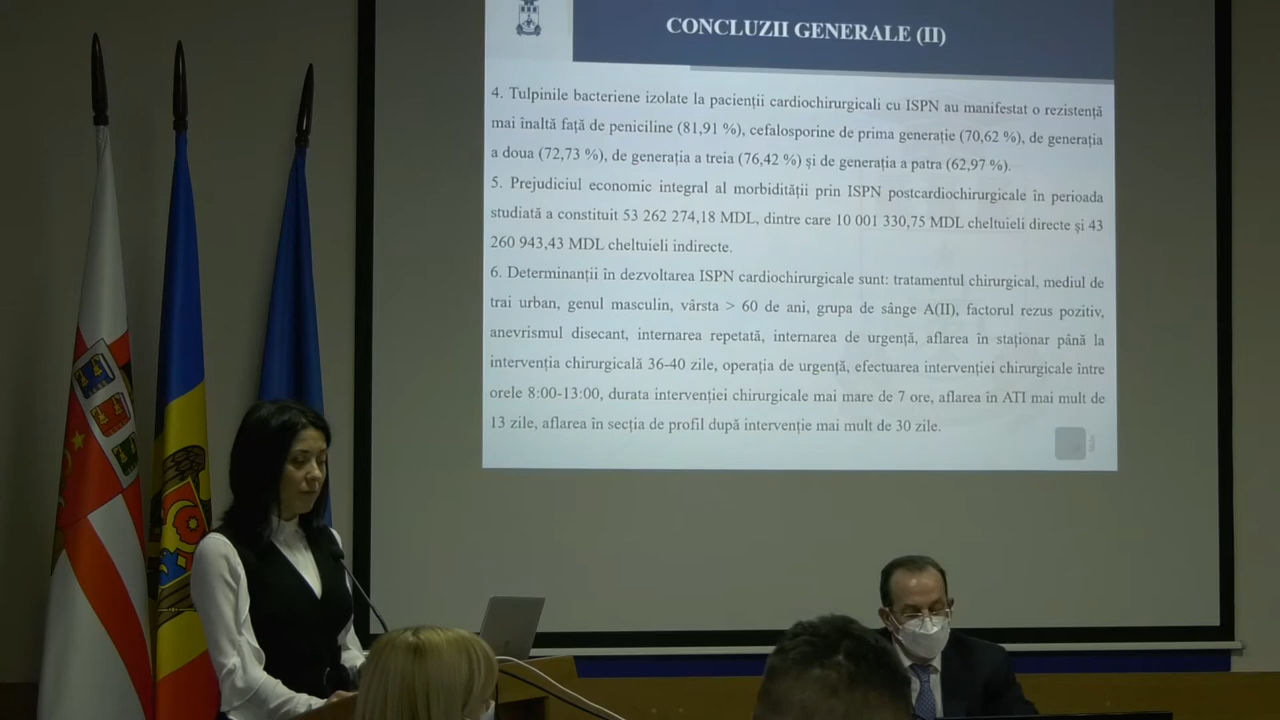 CONCLUZII GENERALE (II)
4. Tulpinile bacteriene izolate la pacienții cardiochirurgicali cu ISPN au manifestat o rezistență
mai înaltă față de peniciline (81,91 %), cefalosporine de prima generație (70,62 %), de generația
a doua (72,73 %), de generația a treia (76,42 %) și de generația a patra (62,97 %).
5. Prejudiciul economic integral al morbidității prin ISPN postcardiochirurgicale în perioada
studiată a constituit 53 262 274,18 MDL, dintre care 10 001 330,75 MDL cheltuieli directe și 43
260 943,43 MDL cheltuieli indirecte.
6. Determinanții în dezvoltarea ISPN cardiochirurgicale sunt: tratamentul chirurgical, mediul de
trai urban, genul masculin, vârsta > 60 de ani, grupa de sânge A(II), factorul rezus pozitiv,
anevrismul disecant, internarea repetată, internarea de urgență, aflarea în staționar până la
intervenția chirurgicală 36-40 zile, operația de urgență, efectuarea intervenției chirurgicale între
orele 8:00-13:00, durata intervenției chirurgicale mai mare de 7 ore, aflarea în ATI mai mult de
13 zile, aflarea în secția de profil după intervenție mai mult de 30 zile.